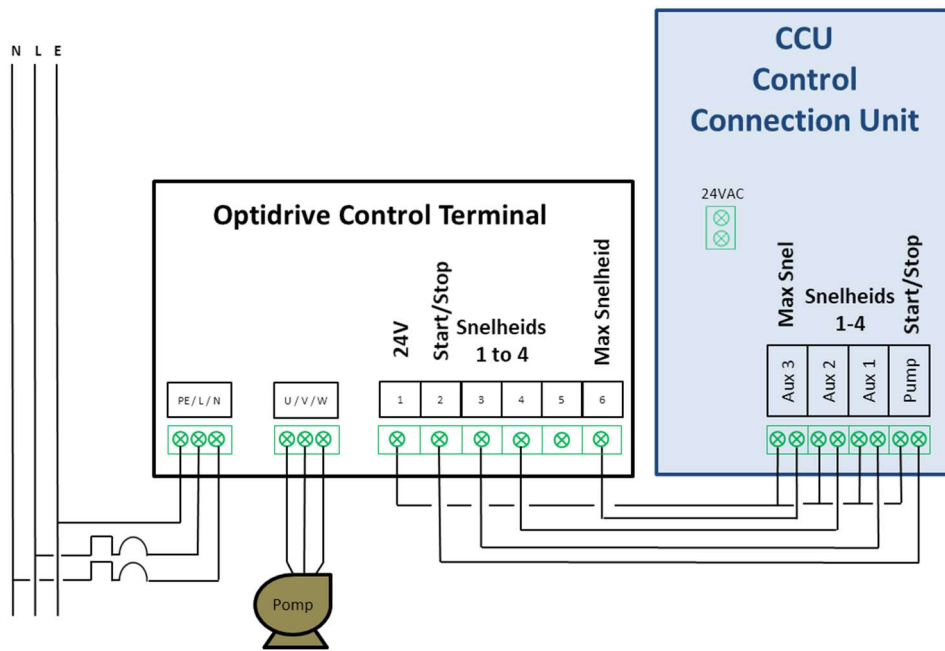 N L E
CCU
Control
Connection Unit
24VAC
Optidrive Control Terminal
24V
Start/Stop
Snelheids
1 to 4
Max Snelheid
Max Snel
Snelheids
1-4
Start/Stop
PE/ L / N
U / V / W
1 2 3 4 5 6
Aux 3
Aux 2
Aux 1
Pump
Pomp